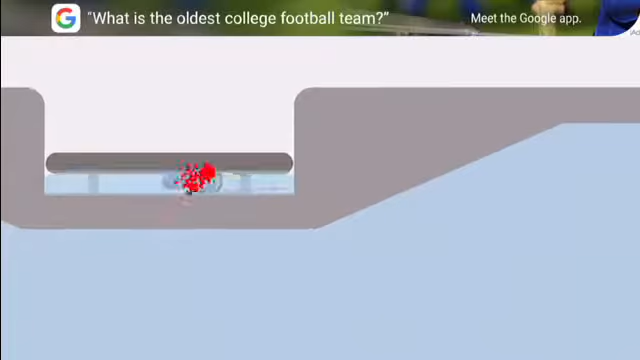 "What is the oldest college football team?"
Meet the Google app.